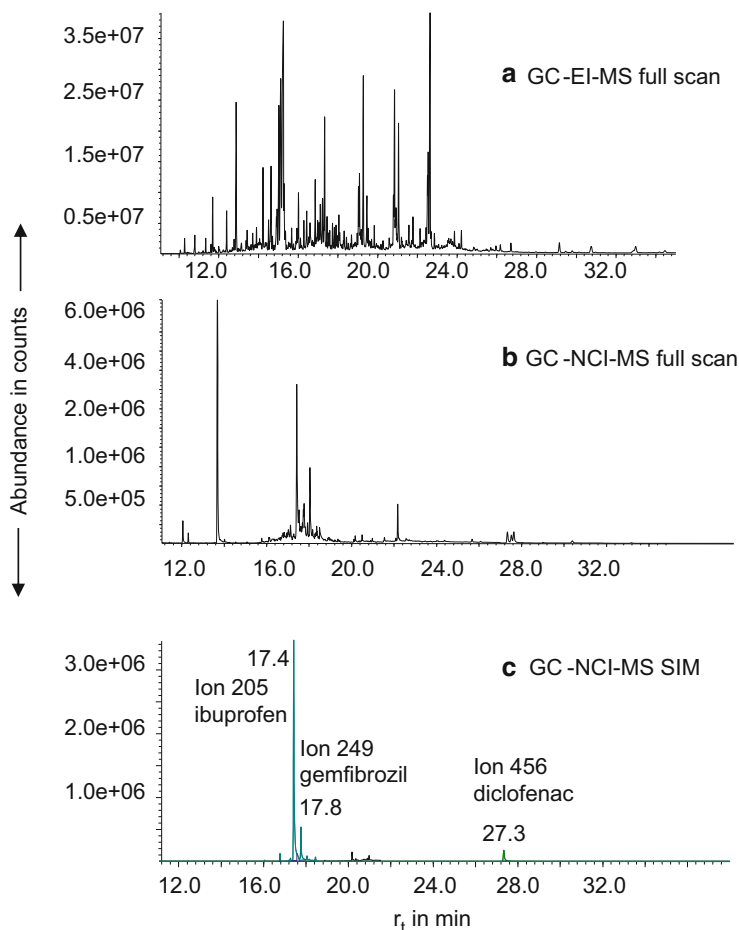 3.5e+07
a GC-EI-MS full scan
2.5e+07
1.5e+07
0.5e+07
12.0 16.0 20.0 24.0 28.0 32.0
Abundance in counts
6.0e+06
b GC-NCI-MS full scan
4.0e+06
2.0e+06
1.0e+06
5.0e+05
12.0 16.0 20.0 24.0 28.0 32.0
c GC-NCI-MS SIM
3.0e+06
17.4
Ion 205
ibuprofen
2.0e+06
Ion 249
gemfibrozil
17.8
Ion 456
diclofenac
1.0e+06
27.3
12.0 16.0 20.0 24.0 28.0 32.0
rt in min